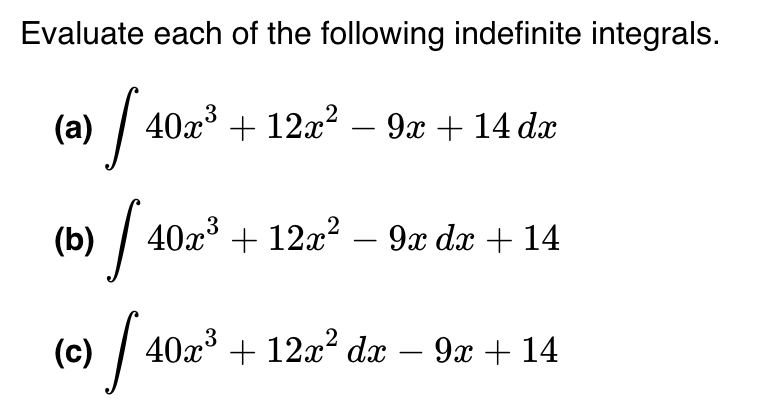 Evaluate each of the following indefinite integrals.
(a) ∫ 40x³ + 12x² − 9x + 14 dx
(b) ∫ 40x³ + 12x² − 9x dx + 14
(c) ∫ 40x³ + 12x² dx − 9x + 14